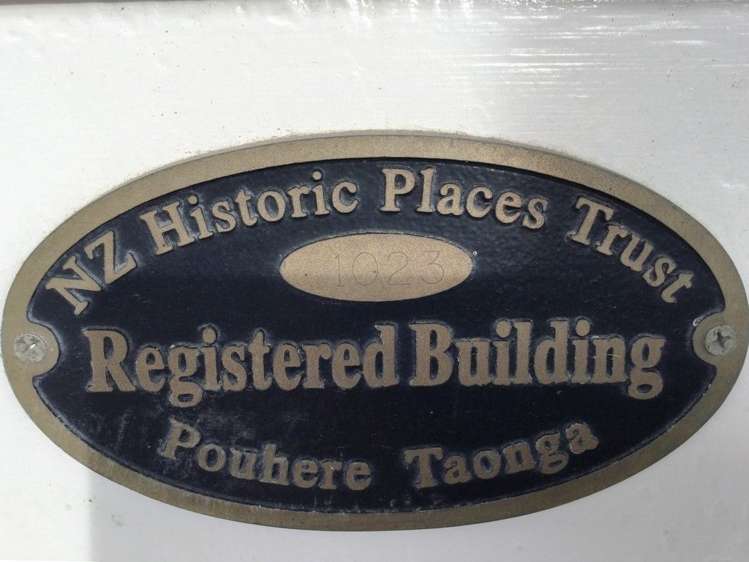 NZ Historic Places Trust
1023
Registered Building
Pouhere Taonga